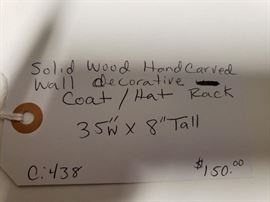 Solid Wood Hand Carved
Wall decorative
Coat / Hat Rack
35"W x 8" Tall
C:438
$150.00